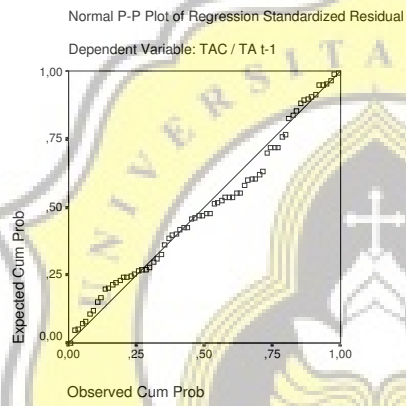 Normal P-P Plot of Regression Standardized Residual
Dependent Variable: TAC / TA t-1
UNIVERSITA
Expected Cum Prob
1,00
,75
,50
,25
0,00
0,00 ,25 ,50 ,75 1,00
Observed Cum Prob